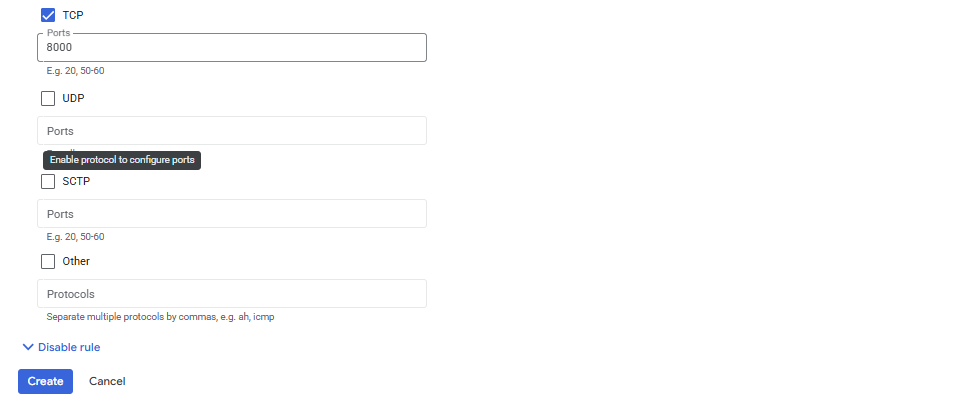 TCP
Ports
8000
E.g. 20, 50-60
UDP
Ports
Enable protocol to configure ports
SCTP
Ports
E.g. 20, 50-60
Other
Protocols
Separate multiple protocols by commas, e.g. ah, icmp
Disable rule
Create Cancel